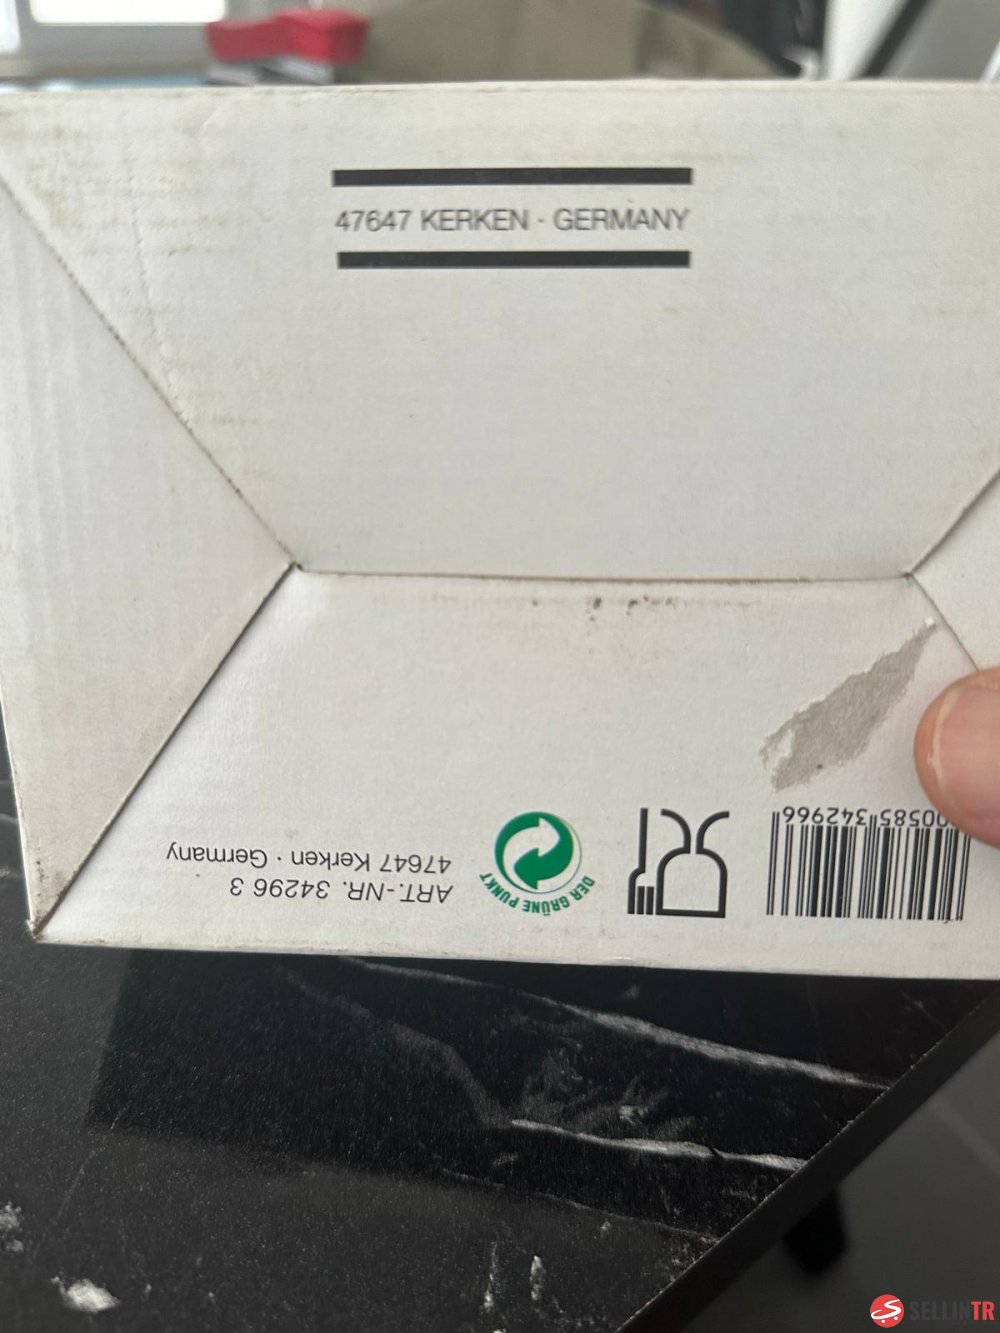 47647 KERKEN · GERMANY
ART.-NR. 34296 3
47647 Kerken · Germany
DER GRÜNE PUNKT
00585 342966
SELLINTR